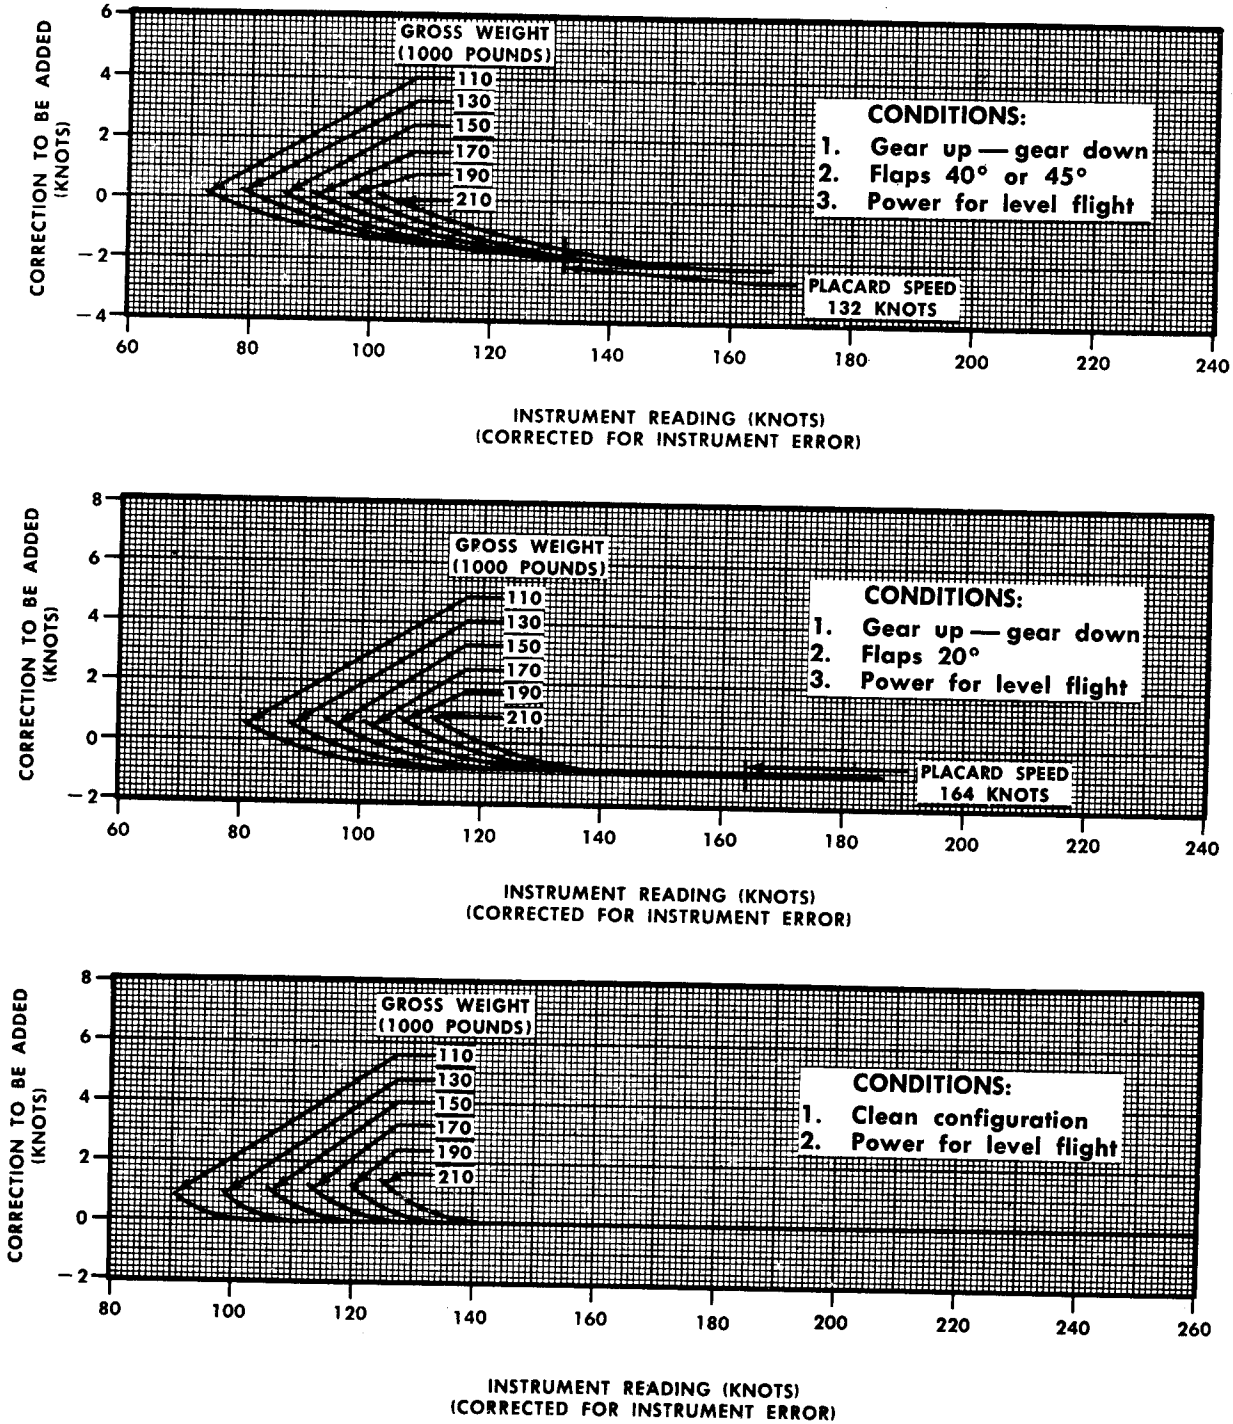 6
4
2
0
−2
−4
CORRECTION TO BE ADDED
(KNOTS)
GROSS WEIGHT
(1000 POUNDS)
110
130
150
170
190
210
CONDITIONS:
1. Gear up — gear down
2. Flaps 40° or 45°
3. Power for level flight
PLACARD SPEED
132 KNOTS
60 80 100 120 140 160 180 200 220 240
INSTRUMENT READING (KNOTS)
(CORRECTED FOR INSTRUMENT ERROR)
8
6
4
2
0
−2
CORRECTION TO BE ADDED
(KNOTS)
GROSS WEIGHT
(1000 POUNDS)
110
130
150
170
190
210
CONDITIONS:
1. Gear up — gear down
2. Flaps 20°
3. Power for level flight
PLACARD SPEED
164 KNOTS
60 80 100 120 140 160 180 200 220 240
INSTRUMENT READING (KNOTS)
(CORRECTED FOR INSTRUMENT ERROR)
8
6
4
2
0
−2
CORRECTION TO BE ADDED
(KNOTS)
GROSS WEIGHT
(1000 POUNDS)
110
130
150
170
190
210
CONDITIONS:
1. Clean configuration
2. Power for level flight
80 100 120 140 160 180 200 220 240 260
INSTRUMENT READING (KNOTS)
(CORRECTED FOR INSTRUMENT ERROR)